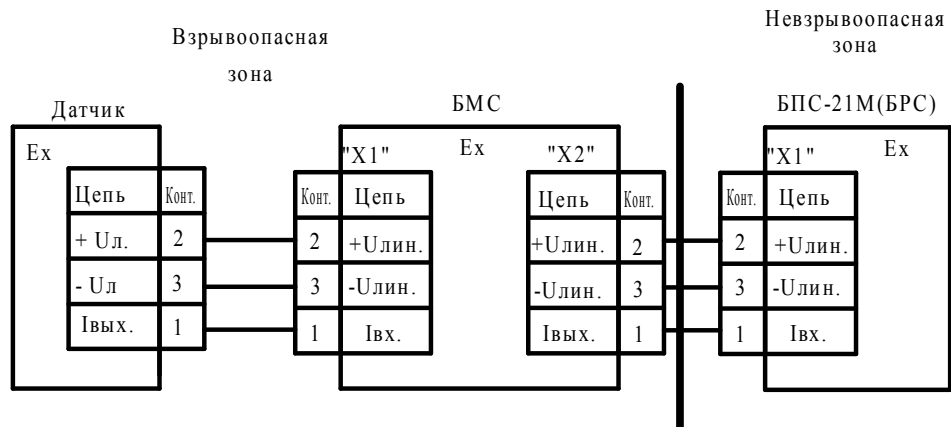 Взрывоопасная
зона
Невзрывоопасная
зона
Датчик
Ex
Цепь Конт.
+ Uл. 2
- Uл 3
Iвых. 1
БМС
Ex
"X1"
Конт. Цепь
2 +Uлин.
3 -Uлин.
1 Iвх.
"X2"
Цепь Конт.
+Uлин. 2
-Uлин. 3
Iвых. 1
БПС-21М(БРС)
"X1" Ex
Конт. Цепь
2 +Uлин.
3 -Uлин.
1 Iвх.